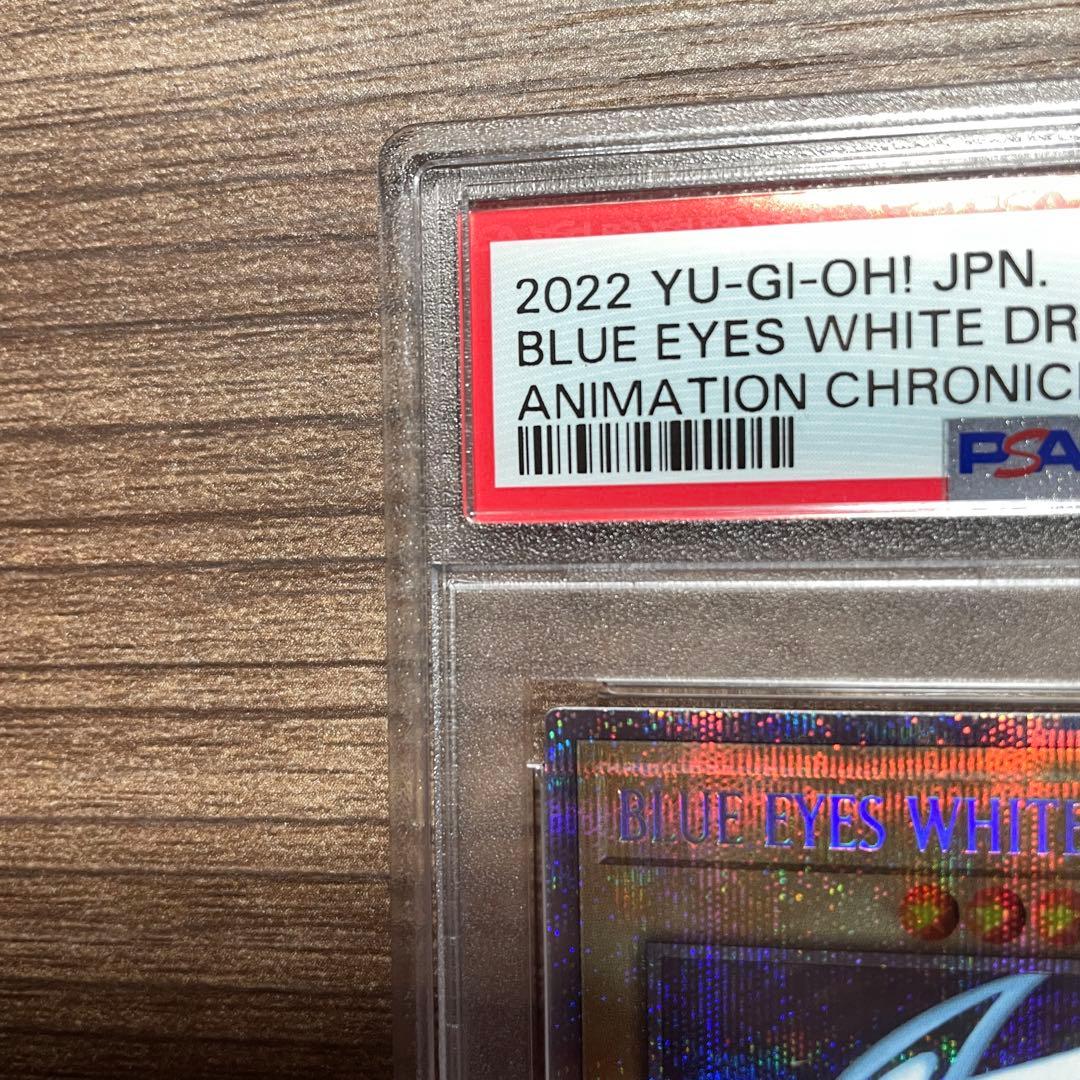 2022 YU-GI-OH! JPN.
BLUE EYES WHITE DR
ANIMATION CHRONIC
PSA
BLUE EYES WHITE